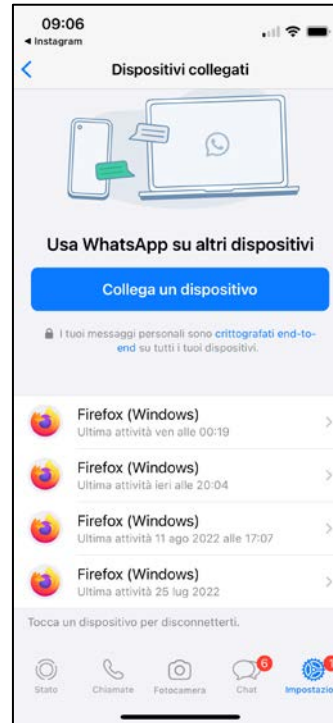 09:06
Instagram
Dispositivi collegati
Usa WhatsApp su altri dispositivi
Collega un dispositivo
I tuoi messaggi personali sono crittografati end-to-
end su tutti i tuoi dispositivi.
Firefox (Windows)
Ultima attività ven alle 00:19
Firefox (Windows)
Ultima attività ieri alle 20:04
Firefox (Windows)
Ultima attività 11 ago 2022 alle 17:07
Firefox (Windows)
Ultima attività 25 lug 2022
Tocca un dispositivo per disconnetterti.
6 1
Stato Chiamate Fotocamera Chat Impostazio